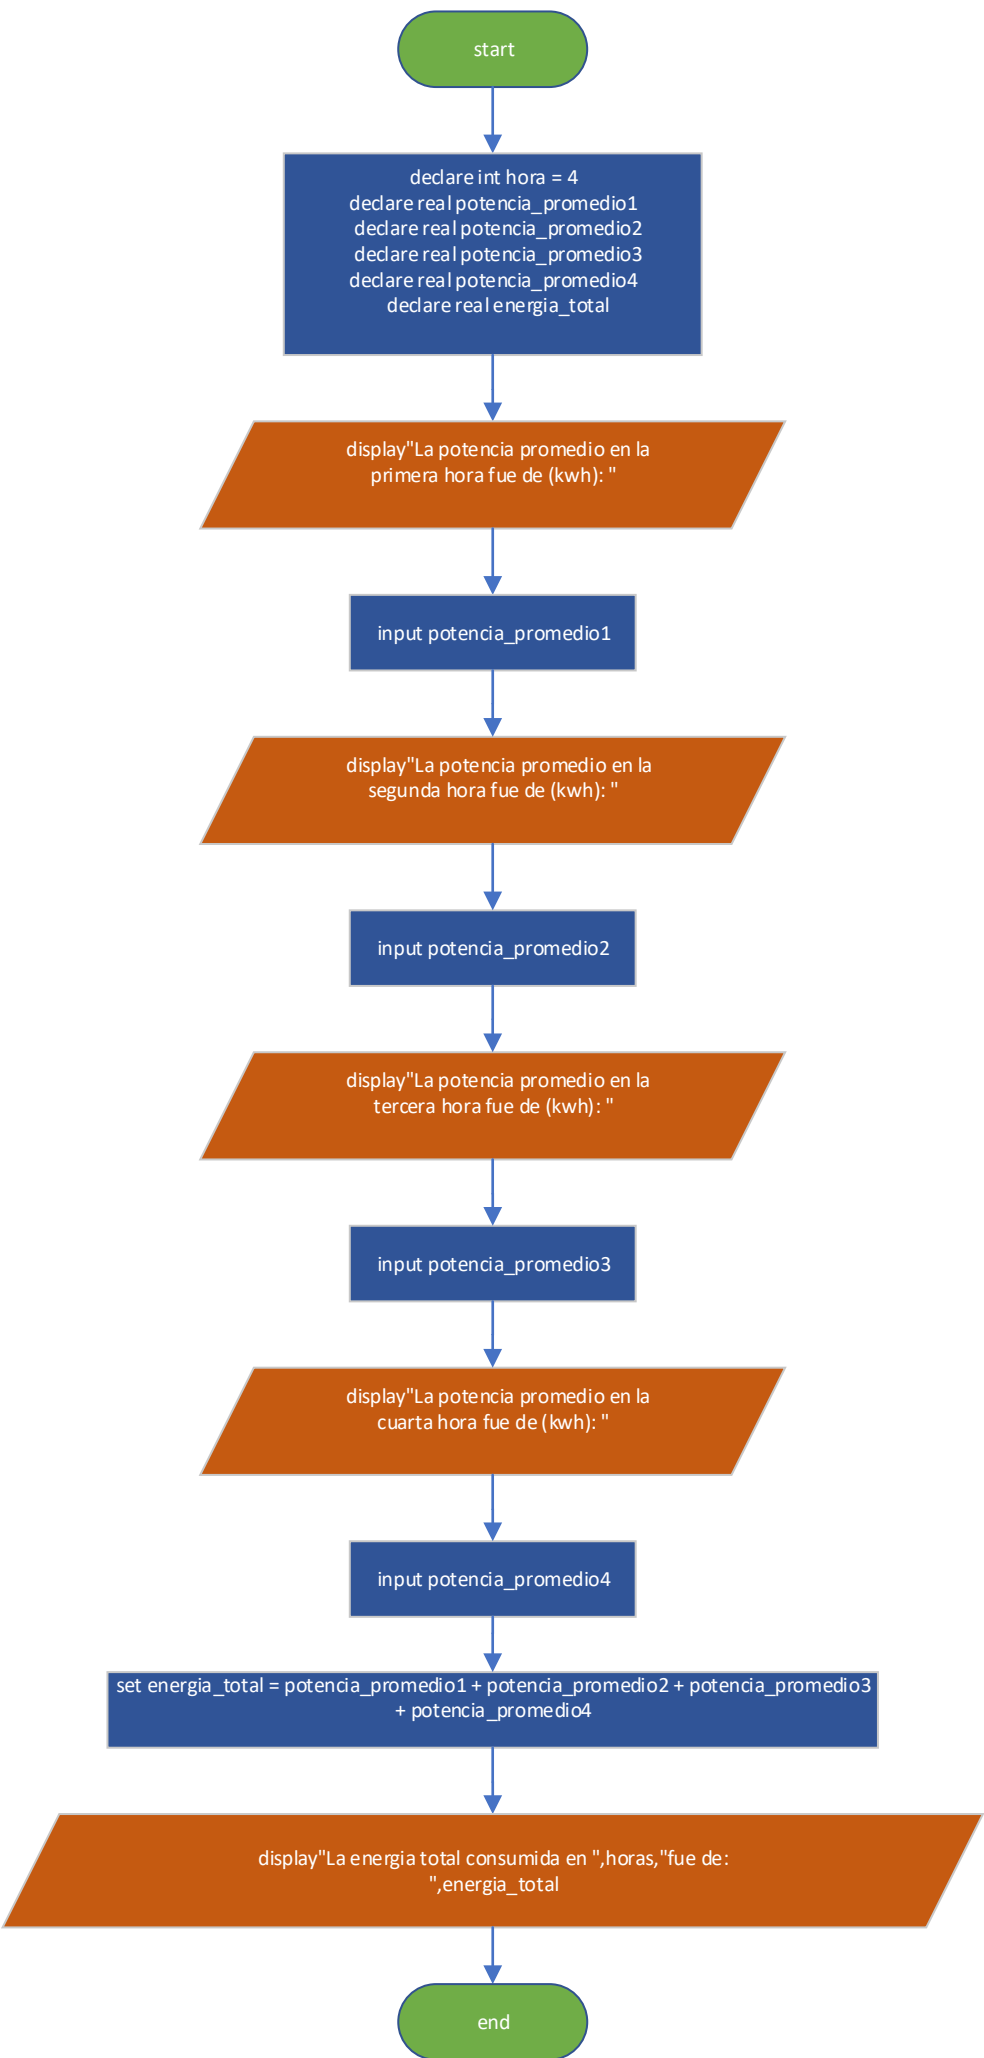 start
declare int hora = 4
declare real potencia_promedio1
declare real potencia_promedio2
declare real potencia_promedio3
declare real potencia_promedio4
declare real energia_total
display"La potencia promedio en la
primera hora fue de (kwh): "
input potencia_promedio1
display"La potencia promedio en la
segunda hora fue de (kwh): "
input potencia_promedio2
display"La potencia promedio en la
tercera hora fue de (kwh): "
input potencia_promedio3
display"La potencia promedio en la
cuarta hora fue de (kwh): "
input potencia_promedio4
set energia_total = potencia_promedio1 + potencia_promedio2 + potencia_promedio3
+ potencia_promedio4
display"La energia total consumida en ",horas,"fue de:
",energia_total
end